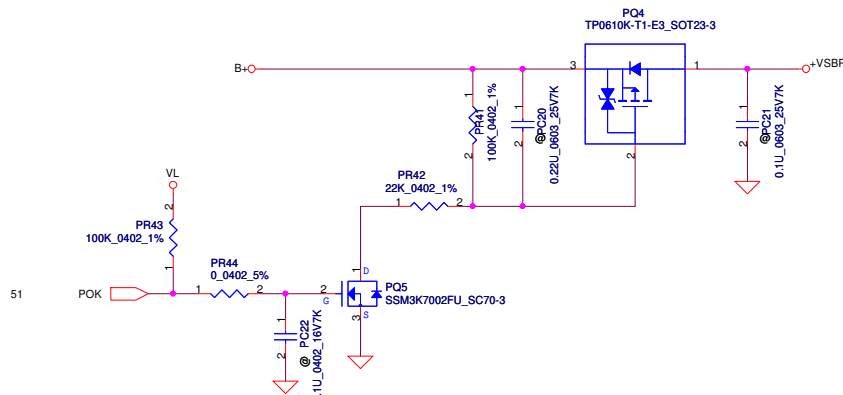 PQ4
TP0610K-T1-E3_SOT23-3
B+
3
1
+VSBP
1
2
PR41
100K_0402_1%
1
2
@PC20
0.22U_0603_25V7K
2
1
2
@PC21
0.1U_0603_25V7K
VL
PR42
22K_0402_1%
1
2
2
PR43
100K_0402_1%
1
PR44
0_0402_5%
51
POK
1
2
2
G
1
D
PQ5
SSM3K7002FU_SC70-3
3
S
1
2
@ PC22
.1U_0402_16V7K